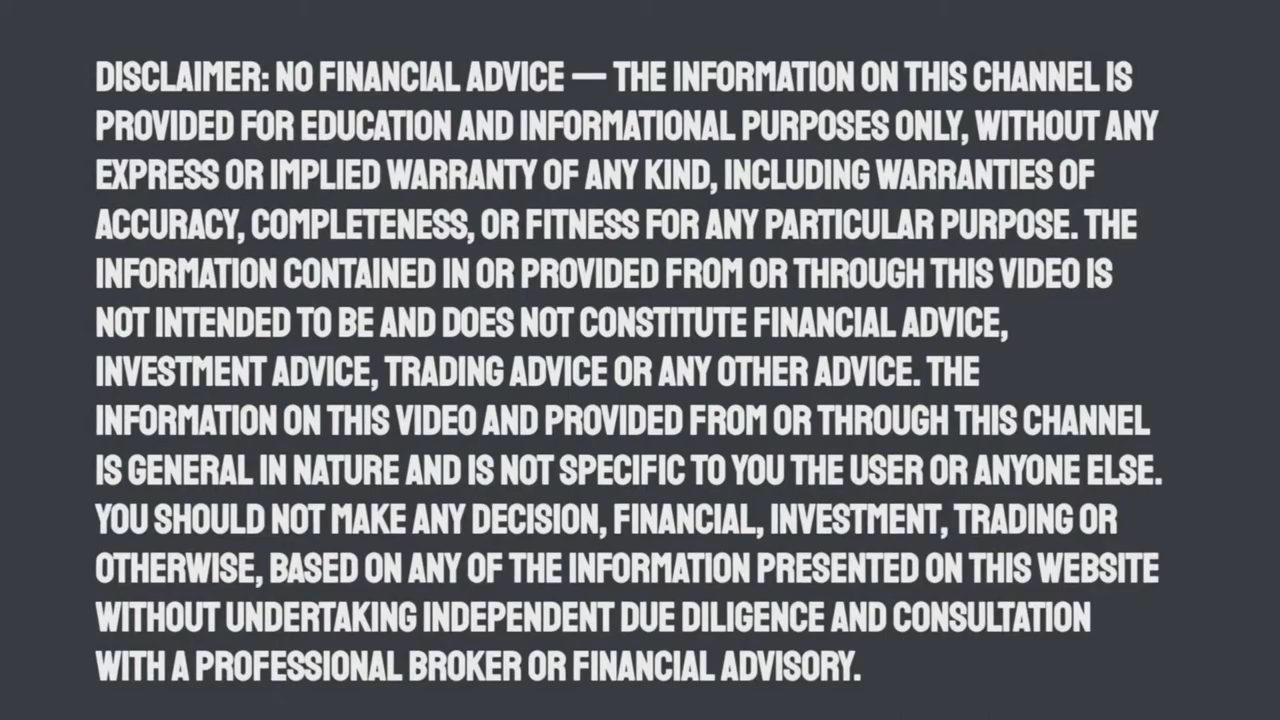 DISCLAIMER: NO FINANCIAL ADVICE — THE INFORMATION ON THIS CHANNEL IS
PROVIDED FOR EDUCATION AND INFORMATIONAL PURPOSES ONLY, WITHOUT ANY
EXPRESS OR IMPLIED WARRANTY OF ANY KIND, INCLUDING WARRANTIES OF
ACCURACY, COMPLETENESS, OR FITNESS FOR ANY PARTICULAR PURPOSE. THE
INFORMATION CONTAINED IN OR PROVIDED FROM OR THROUGH THIS VIDEO IS
NOT INTENDED TO BE AND DOES NOT CONSTITUTE FINANCIAL ADVICE,
INVESTMENT ADVICE, TRADING ADVICE OR ANY OTHER ADVICE. THE
INFORMATION ON THIS VIDEO AND PROVIDED FROM OR THROUGH THIS CHANNEL
IS GENERAL IN NATURE AND IS NOT SPECIFIC TO YOU THE USER OR ANYONE ELSE.
YOU SHOULD NOT MAKE ANY DECISION, FINANCIAL, INVESTMENT, TRADING OR
OTHERWISE, BASED ON ANY OF THE INFORMATION PRESENTED ON THIS WEBSITE
WITHOUT UNDERTAKING INDEPENDENT DUE DILIGENCE AND CONSULTATION
WITH A PROFESSIONAL BROKER OR FINANCIAL ADVISORY.